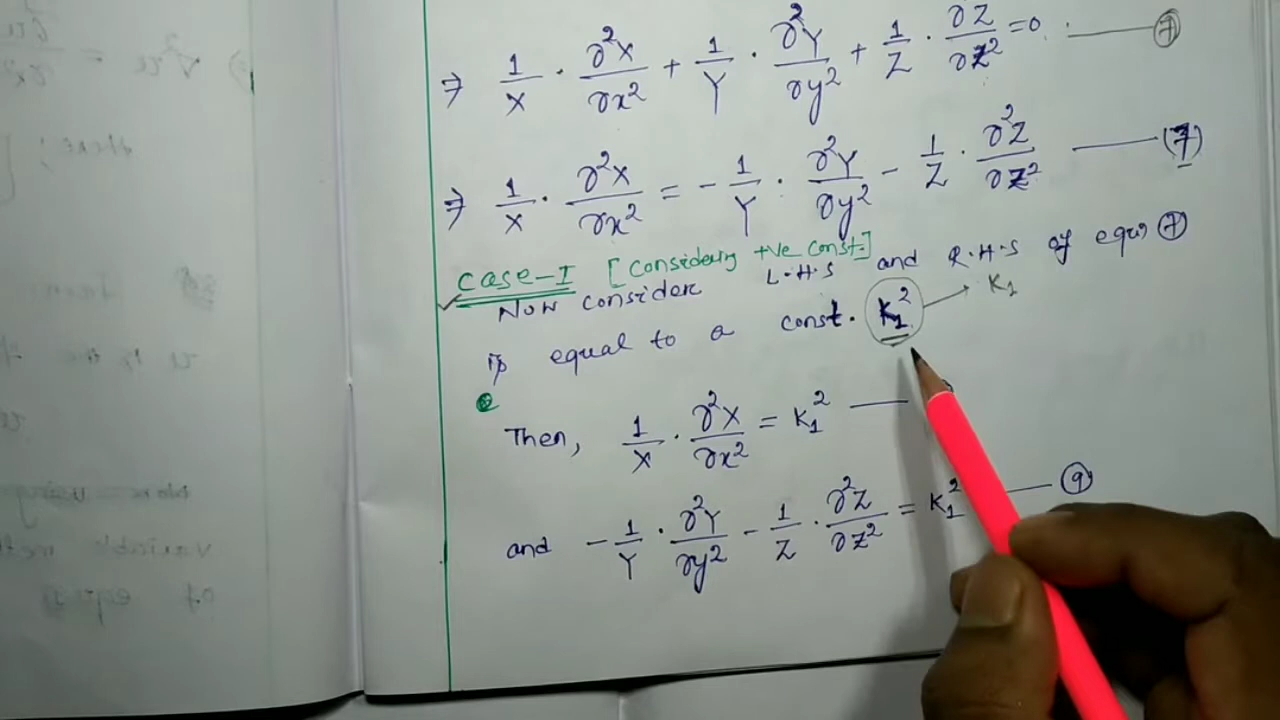 ⇒ 1/X · ∂²X/∂x² + 1/Y · ∂²Y/∂y² + 1/Z · ∂Z/∂z² = 0. —— ⑦
⇒ 1/X · ∂²X/∂x² = - 1/Y · ∂²Y/∂y² - 1/Z · ∂²Z/∂z² —— (7)
Case-I [Considering +ve const.]
Now consider L.H.S and R.H.S of equn ⑦
is equal to a const. K₁² → K₁
Then, 1/X · ∂²X/∂x² = K₁² ——
and - 1/Y · ∂²Y/∂y² - 1/Z · ∂²Z/∂z² = K₁² —— ⑨